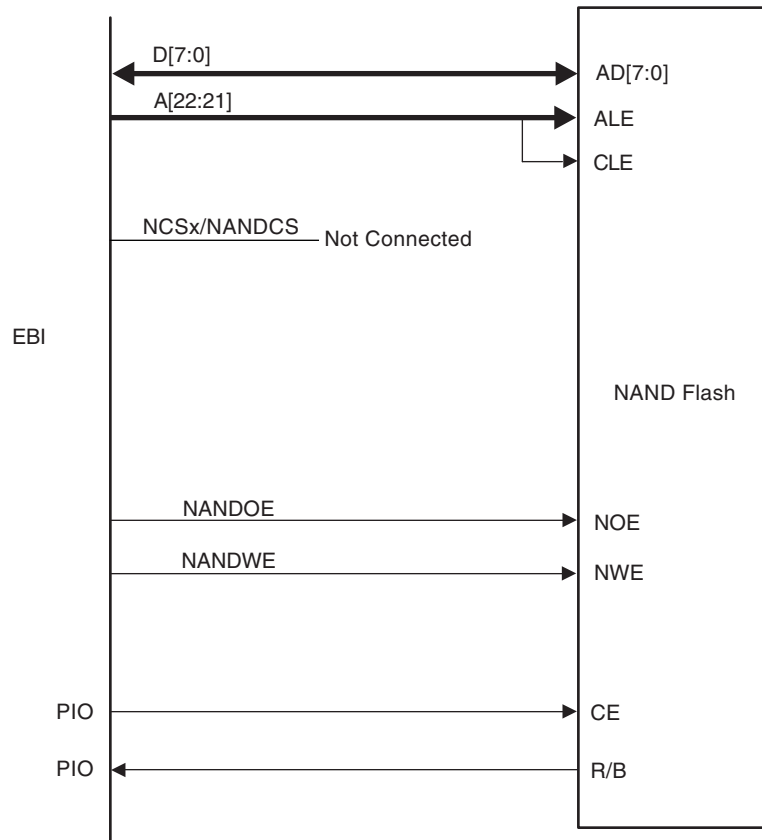 D[7:0]
AD[7:0]
A[22:21]
ALE
CLE
NCSx/NANDCS
Not Connected
EBI
NAND Flash
NANDOE
NOE
NANDWE
NWE
PIO
CE
PIO
R/B